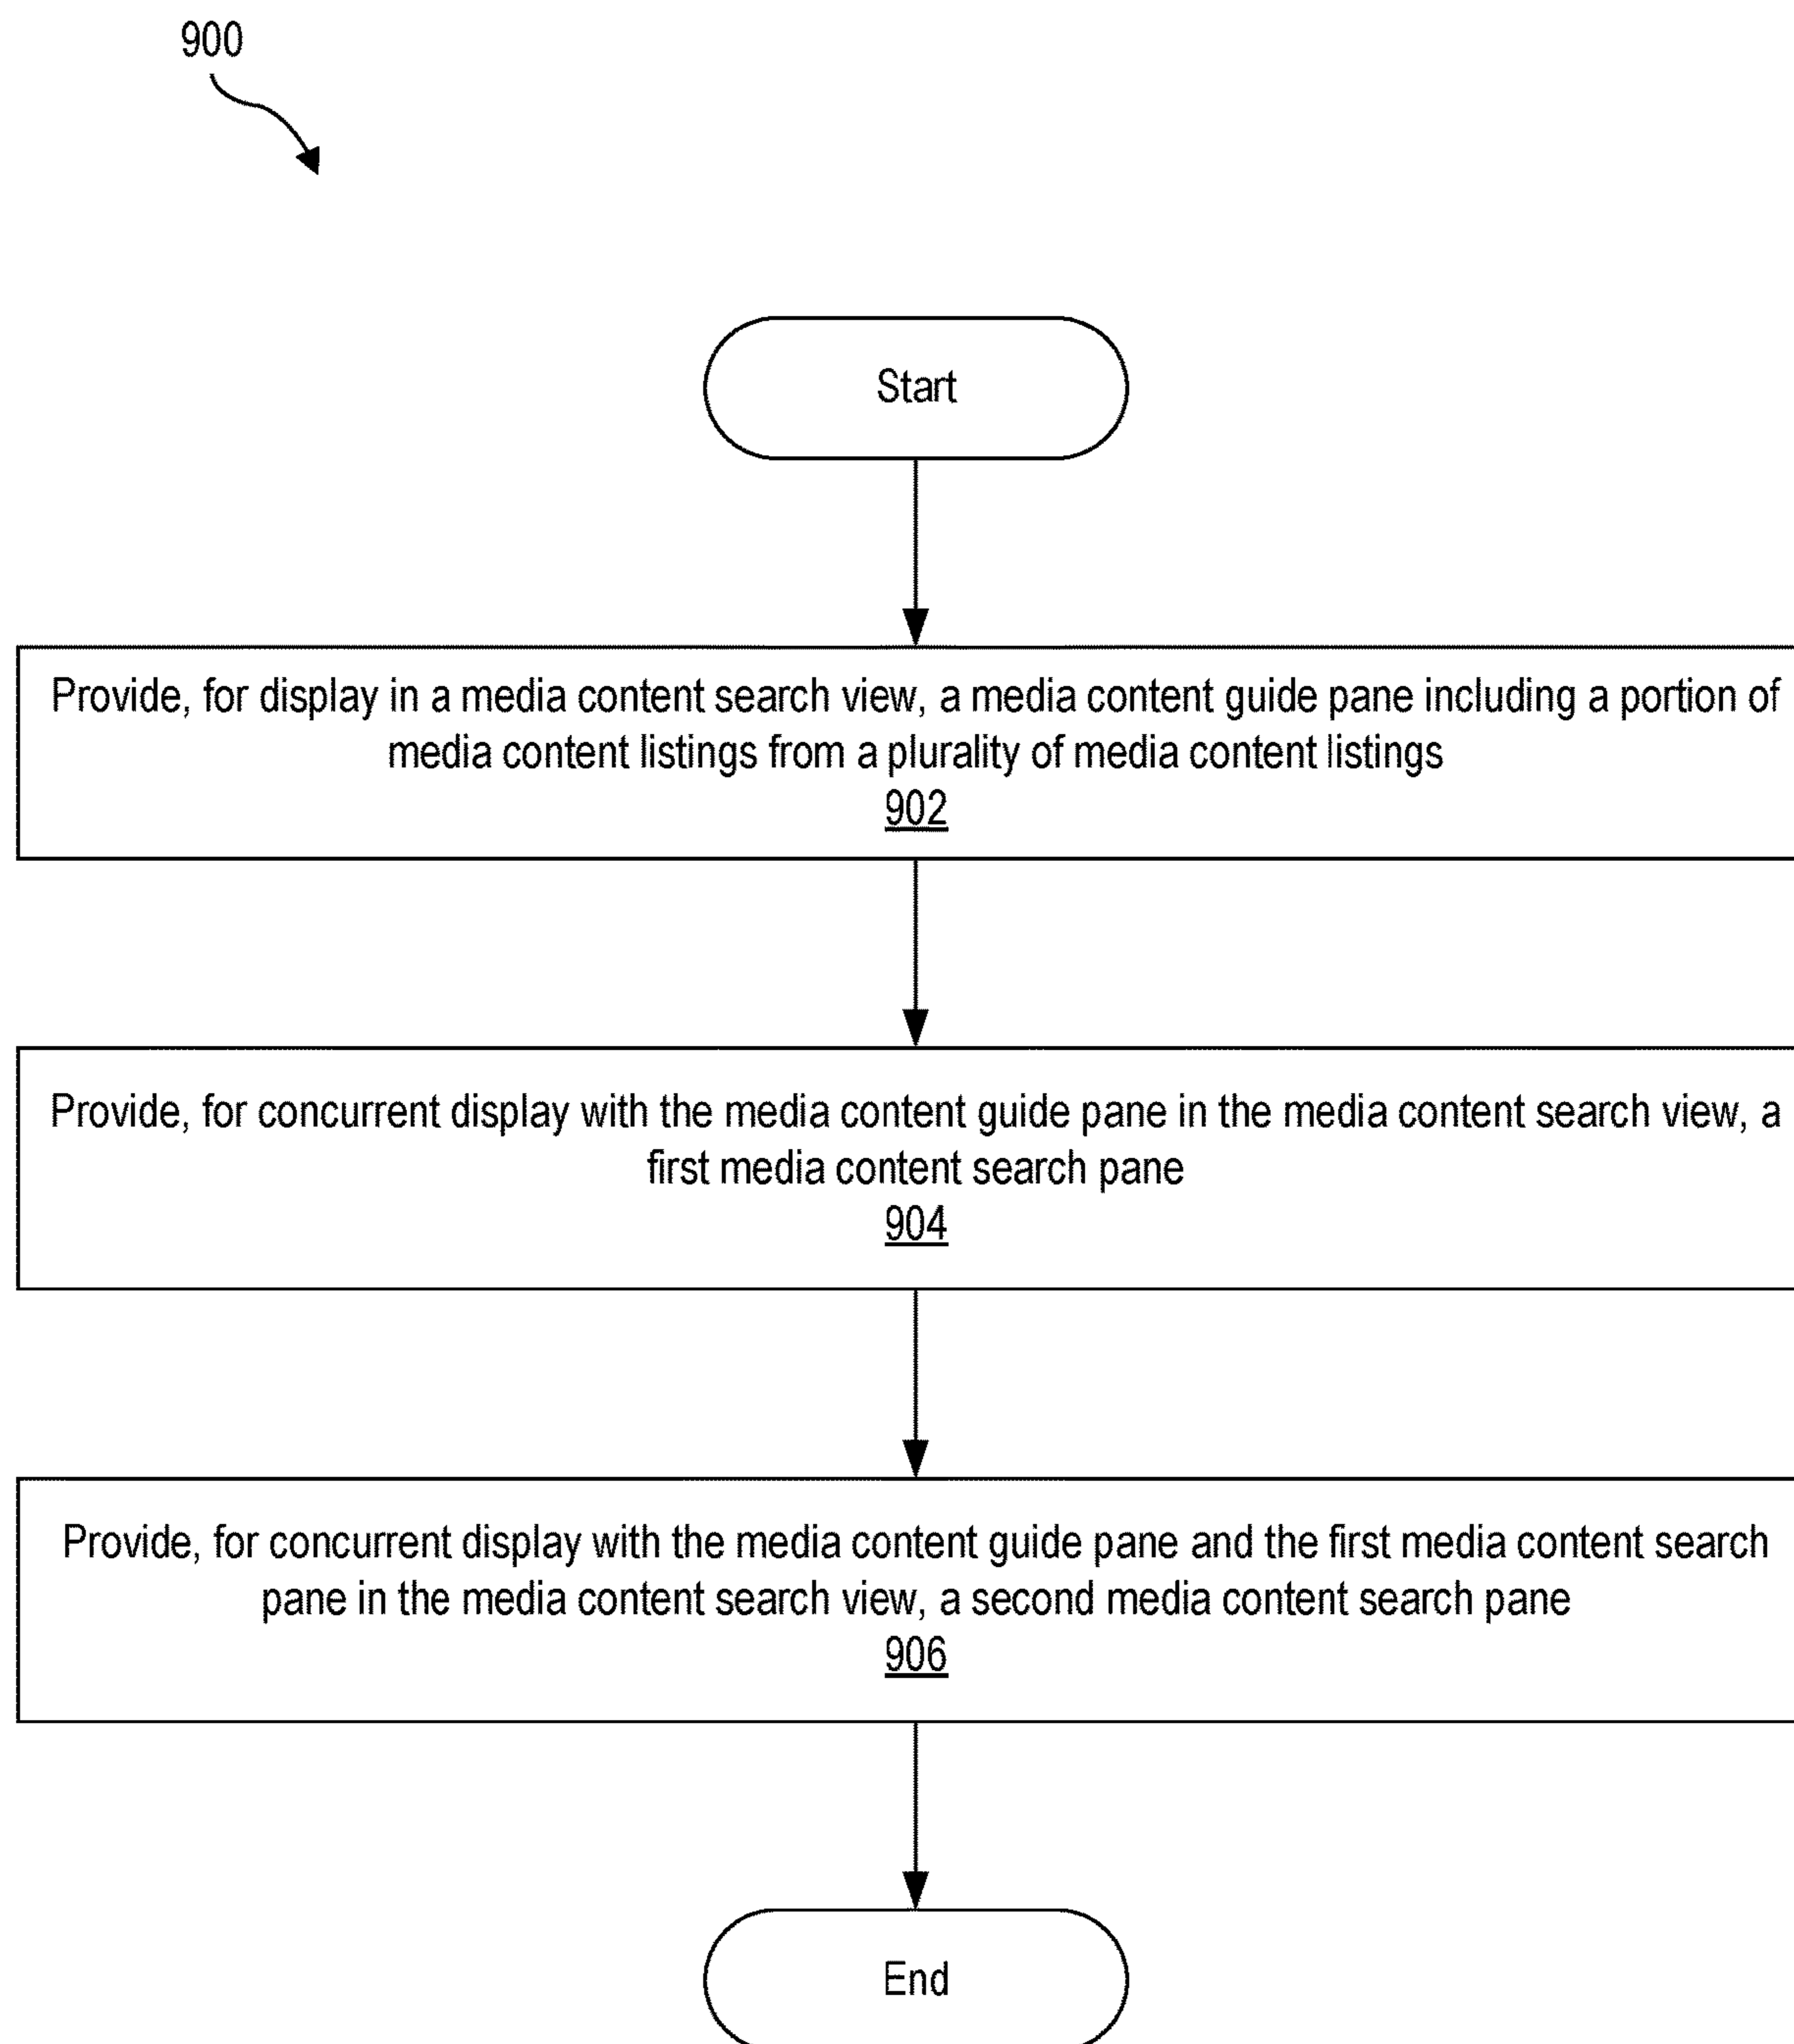 900
Start
Provide, for display in a media content search view, a media content guide pane including a portion of
media content listings from a plurality of media content listings
902
Provide, for concurrent display with the media content guide pane in the media content search view, a
first media content search pane
904
Provide, for concurrent display with the media content guide pane and the first media content search
pane in the media content search view, a second media content search pane
906
End